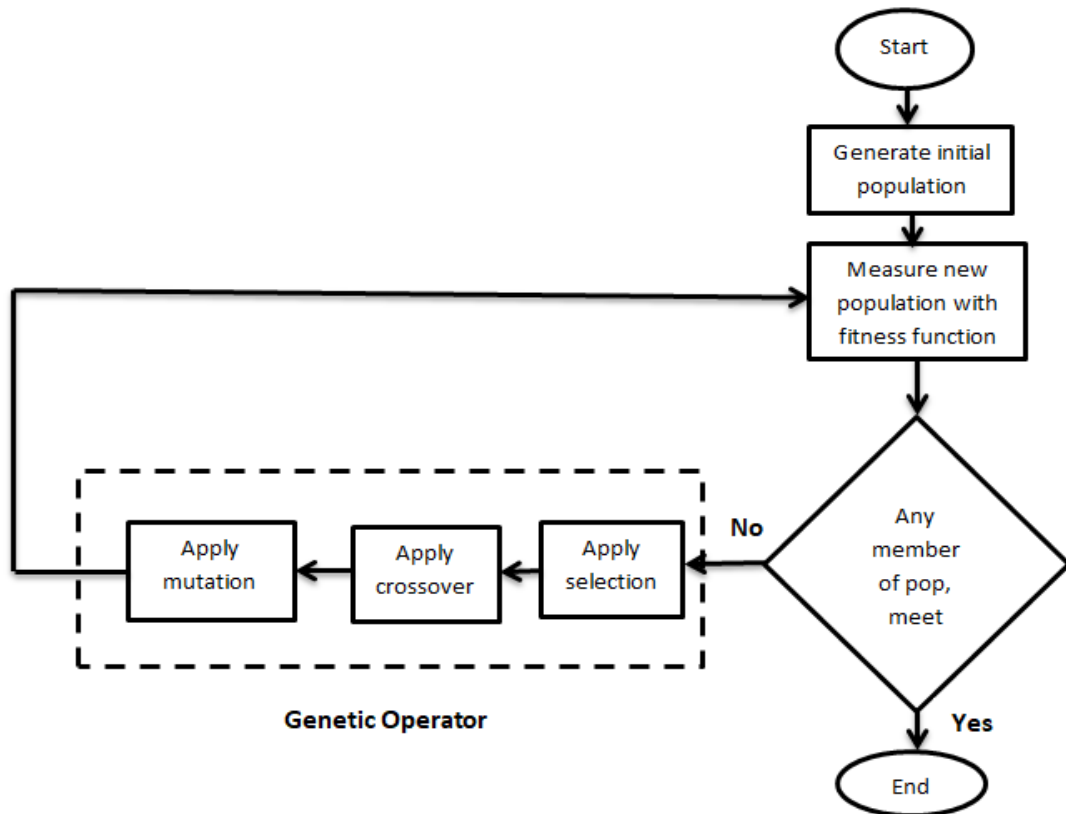 Start
Generate initial
population
Measure new
population with
fitness function
Any
member
of pop,
meet
No
Apply
selection
Apply
crossover
Apply
mutation
Genetic Operator
Yes
End